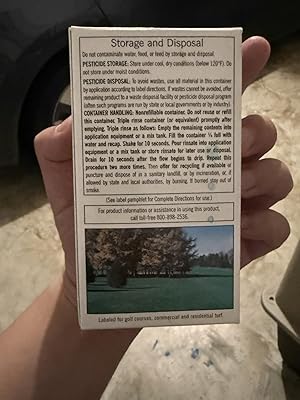 Storage and Disposal
Do not contaminate water, feed, or feed by storage and disposal.
PESTICIDE STORAGE: Store under cool, dry conditions (below 120°F). Do
not store under moist conditions.
PESTICIDE DISPOSAL: To avoid wastes, use all material in this container
by application according to label directions. If wastes cannot be avoided, offer
remaining product to a waste disposal facility or pesticide disposal program
(often such programs are run by state or local governments or by industry).
CONTAINER HANDLING: Nonrefillable container. Do not reuse or refill
this container. Triple rinse container (or equivalent) promptly after
emptying. Triple rinse as follows: Empty the remaining contents into
application equipment or a mix tank. Fill the container ¼ full with
water and recap. Shake for 10 seconds. Pour rinsate into application
equipment or a mix tank or store rinsate for later use or disposal.
Drain for 10 seconds after the flow begins to drip. Repeat this
procedure two more times. Then offer for recycling if available or
puncture and dispose of in a sanitary landfill, or by incineration, or, if
allowed by state and local authorities, by burning. If burned stay out of
smoke.
(See label pamphlet for Complete Directions for use.)
For product information or assistance in using this product,
call toll-free 800-898-2536.
Labeled for golf courses, commercial and residential turf.